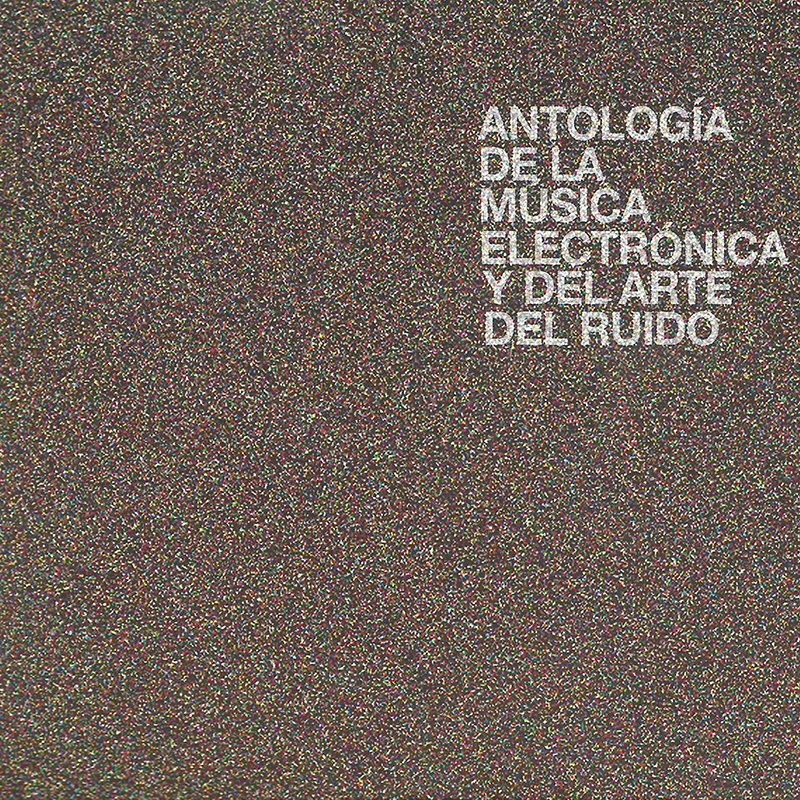 ANTOLOGÍA
DE LA
MÚSICA
ELECTRÓNICA
Y DEL ARTE
DEL RUIDO